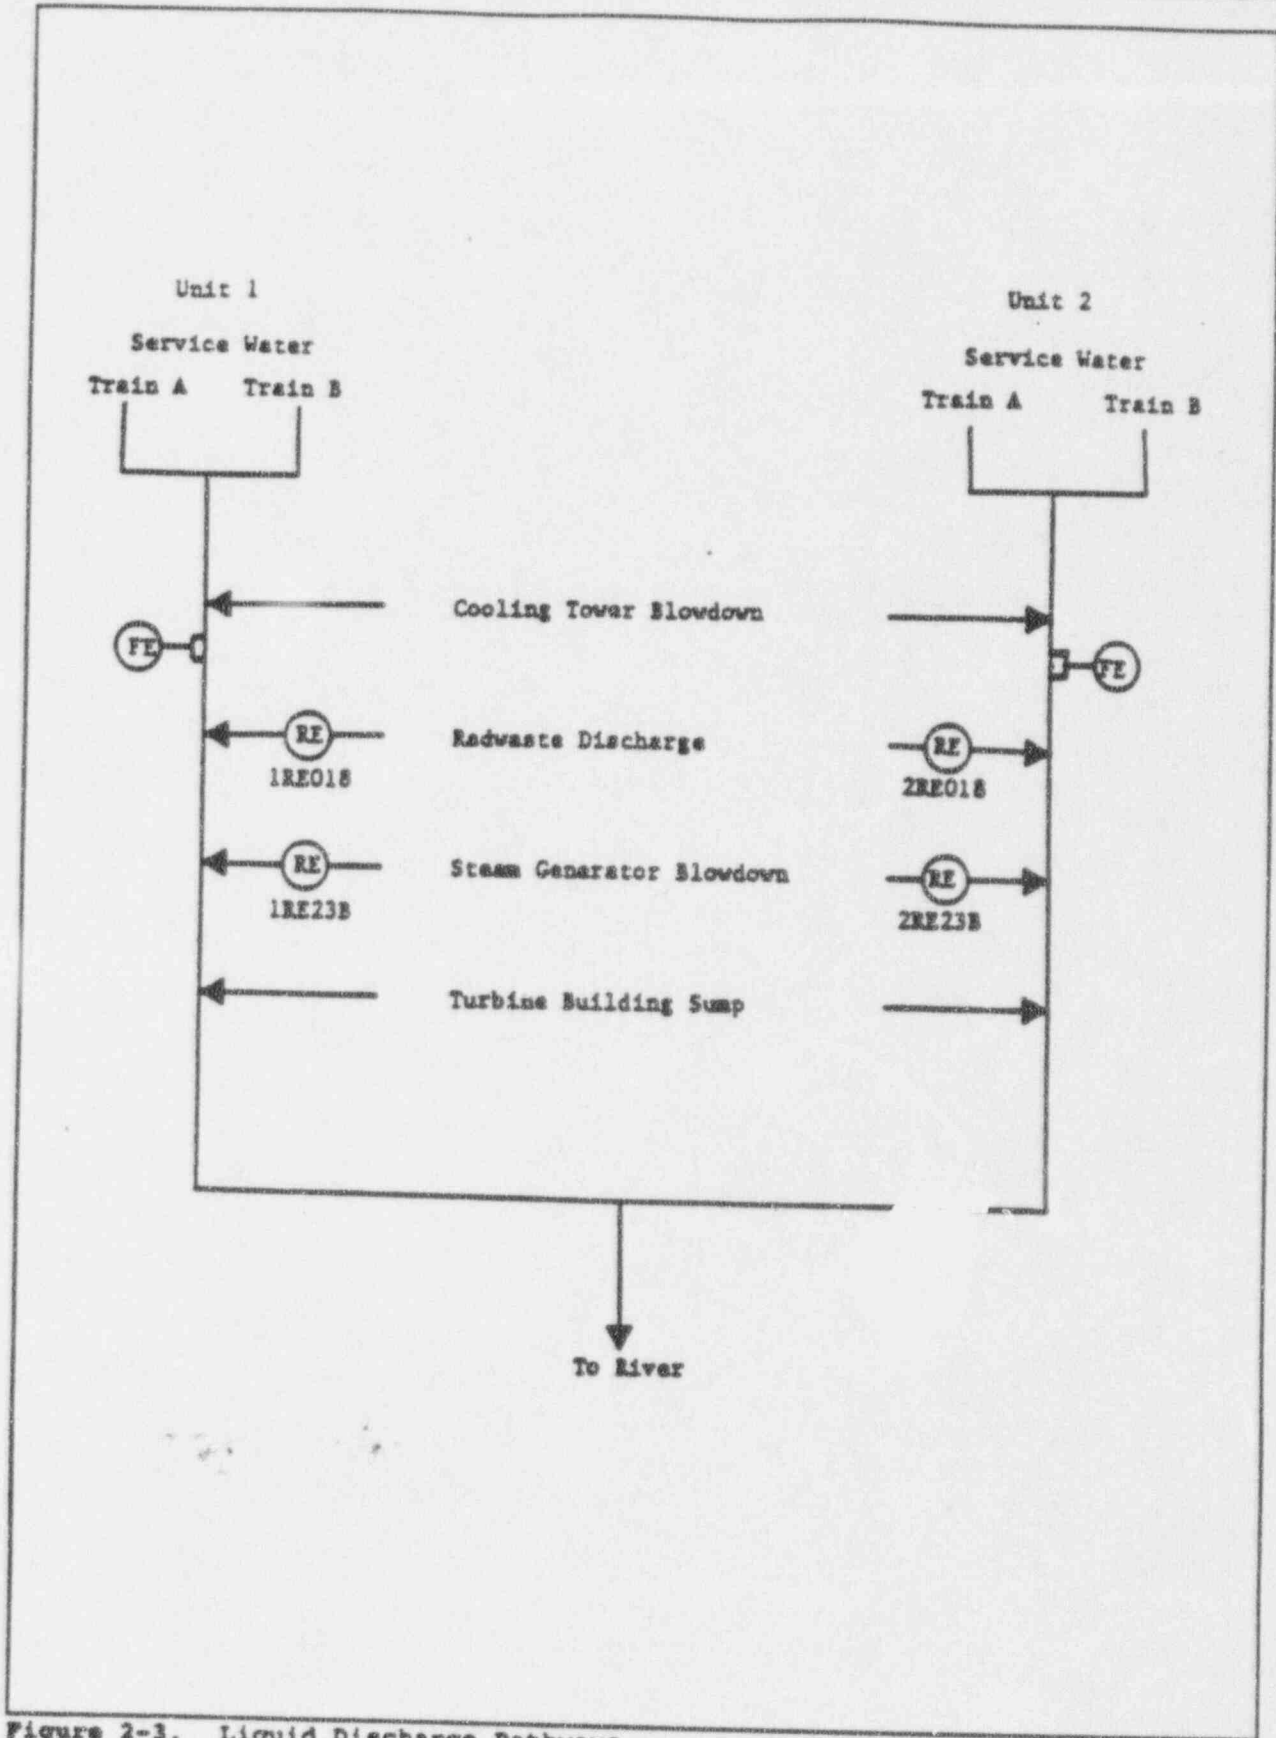 Unit 1
Unit 2
Service Water
Service Water
Train A Train B
Train A Train B
Cooling Tower Blowdown
FE
FE
RE Radwaste Discharge RE
1RE018
2RE018
RE Steam Generator Blowdown RE
1RE23B
2RE23B
Turbine Building Sump
To River
Figure 2-3. Liquid Discharge Pathways